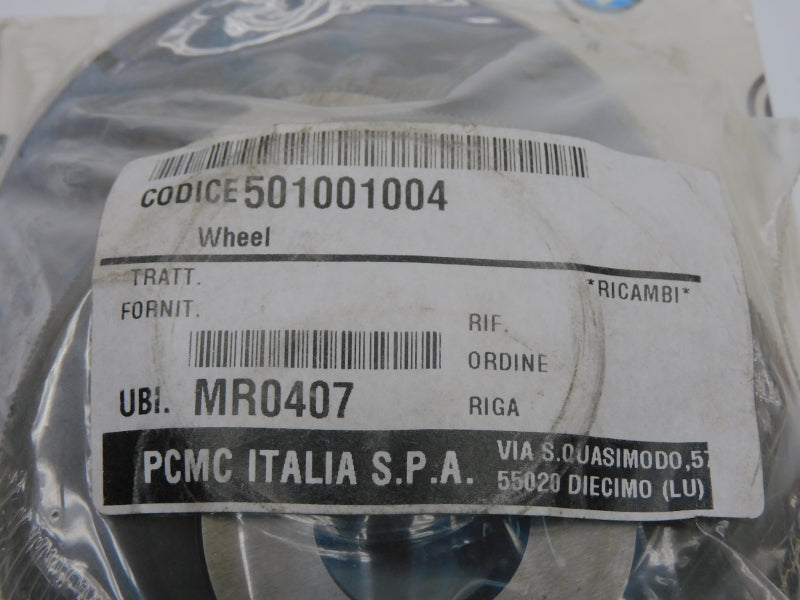 CODICE 501001004
Wheel
TRATT.
*RICAMBI*
FORNIT.
RIF.
ORDINE
UBI. MR0407
RIGA
PCMC ITALIA S.P.A.
VIA S.QUASIMODO,57
55020 DIECIMO (LU)